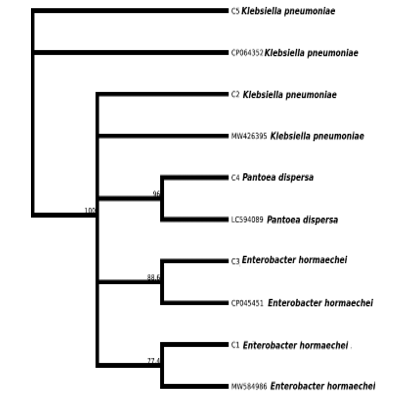 C5 Klebsiella pneumoniae
CP064352 Klebsiella pneumoniae
C2 Klebsiella pneumoniae
MW426395 Klebsiella pneumoniae
C4 Pantoea dispersa
96
LC594089 Pantoea dispersa
100
C3 Enterobacter hormaechei
88.6
CP045451 Enterobacter hormaechei
C1 Enterobacter hormaechei .
77.4
MW584986 Enterobacter hormaechei